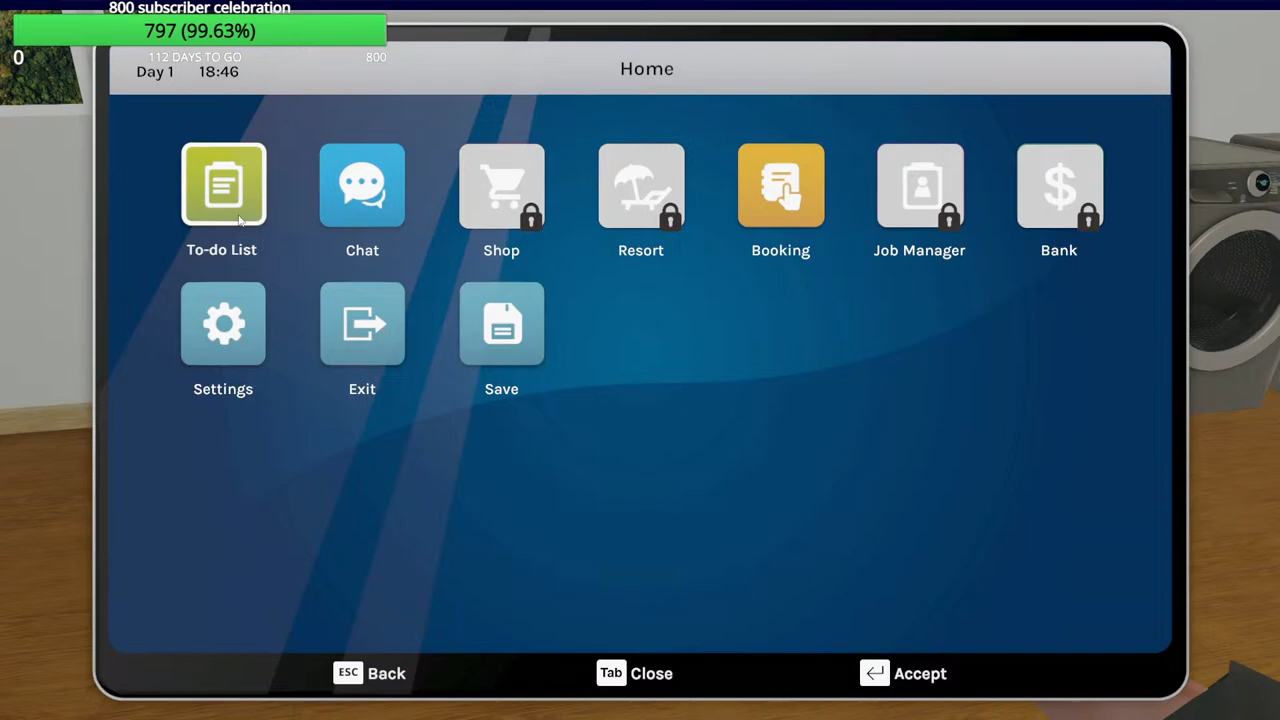 800 subscriber celebration
797 (99.63%)
0
112 DAYS TO GO
800
Day 1 18:46
Home
To-do List
Chat
Shop
Resort
Booking
Job Manager
Bank
$
Settings
Exit
Save
ESC Back
Tab Close
Accept